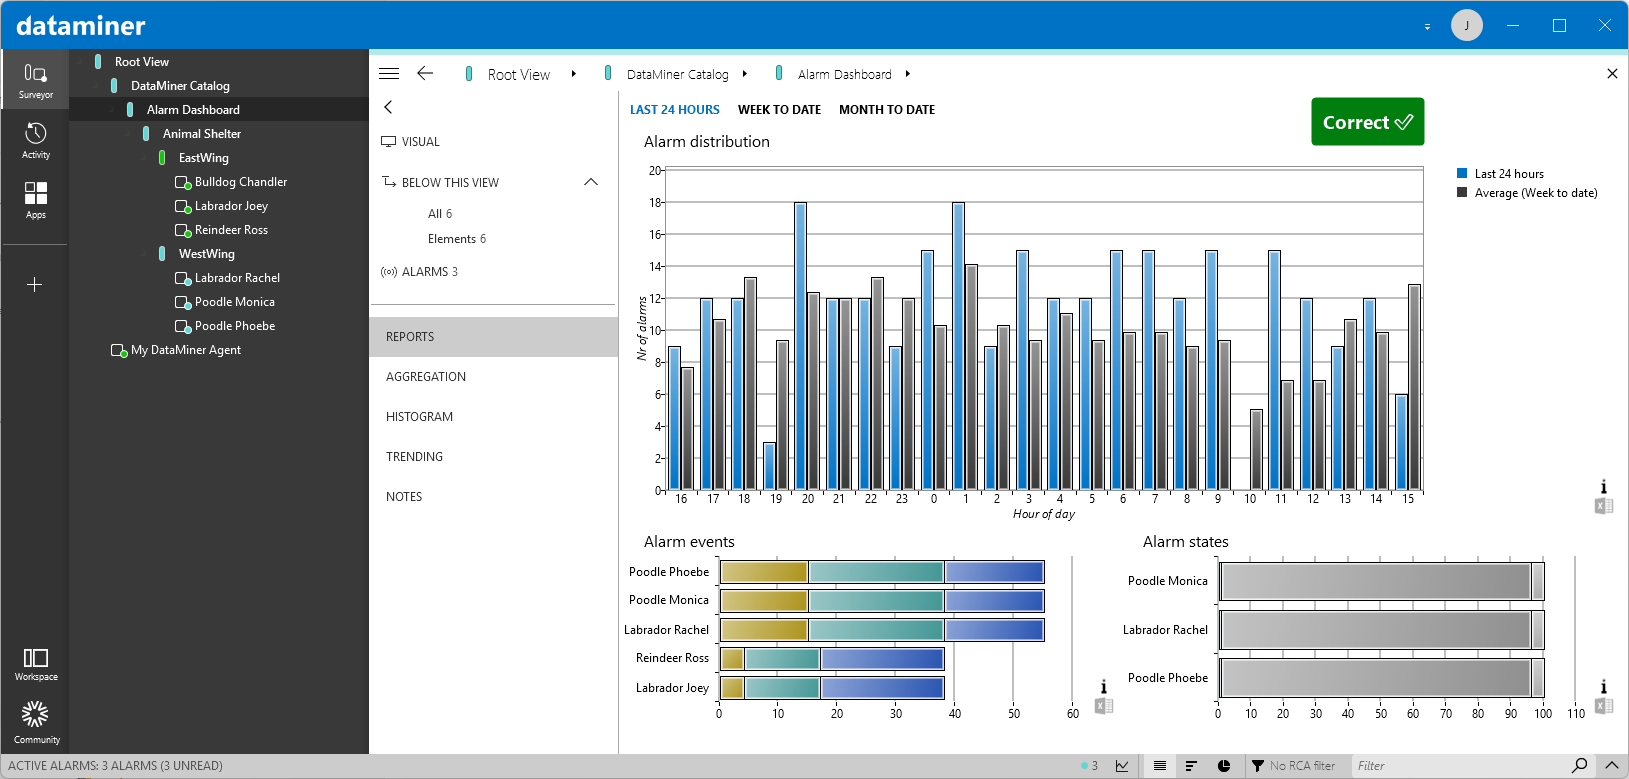 dataminer
J
Surveyor
Activity
Apps
Workspace
Community
Root View
DataMiner Catalog
Alarm Dashboard
Animal Shelter
EastWing
Bulldog Chandler
Labrador Joey
Reindeer Ross
WestWing
Labrador Rachel
Poodle Monica
Poodle Phoebe
My DataMiner Agent
Root View
DataMiner Catalog
Alarm Dashboard
VISUAL
BELOW THIS VIEW
All 6
Elements 6
ALARMS 3
REPORTS
AGGREGATION
HISTOGRAM
TRENDING
NOTES
LAST 24 HOURS WEEK TO DATE MONTH TO DATE
Correct
Alarm distribution
Last 24 hours
Average (Week to date)
Nr of alarms
20
18
16
14
12
10
8
6
4
2
0
16 17 18 19 20 21 22 23 0 1 2 3 4 5 6 7 8 9 10 11 12 13 14 15
Hour of day
Alarm events
Poodle Phoebe
Poodle Monica
Labrador Rachel
Reindeer Ross
Labrador Joey
0 10 20 30 40 50 60
Alarm states
Poodle Monica
Labrador Rachel
Poodle Phoebe
0 10 20 30 40 50 60 70 80 90 100 110
ACTIVE ALARMS: 3 ALARMS (3 UNREAD)
3
No RCA filter
Filter